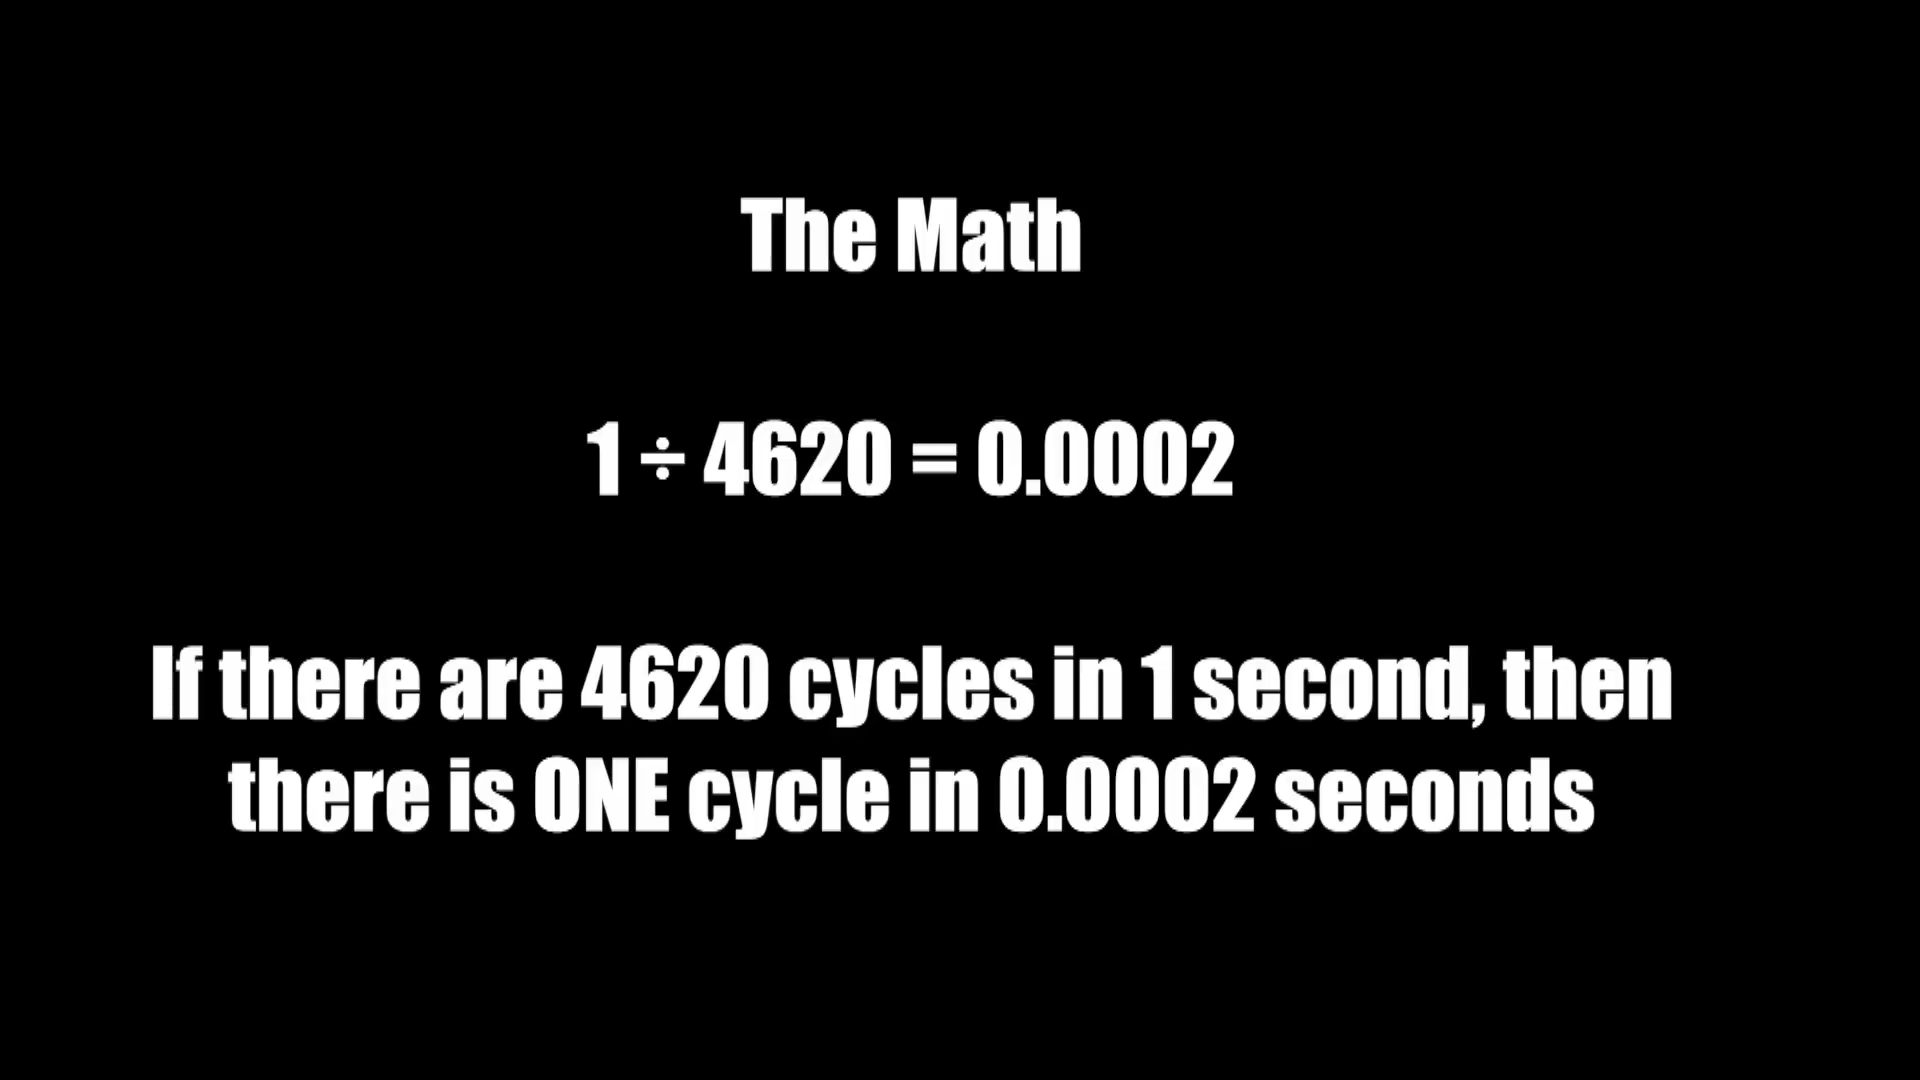 The Math
1 ÷ 4620 = 0.0002
If there are 4620 cycles in 1 second, then
there is ONE cycle in 0.0002 seconds